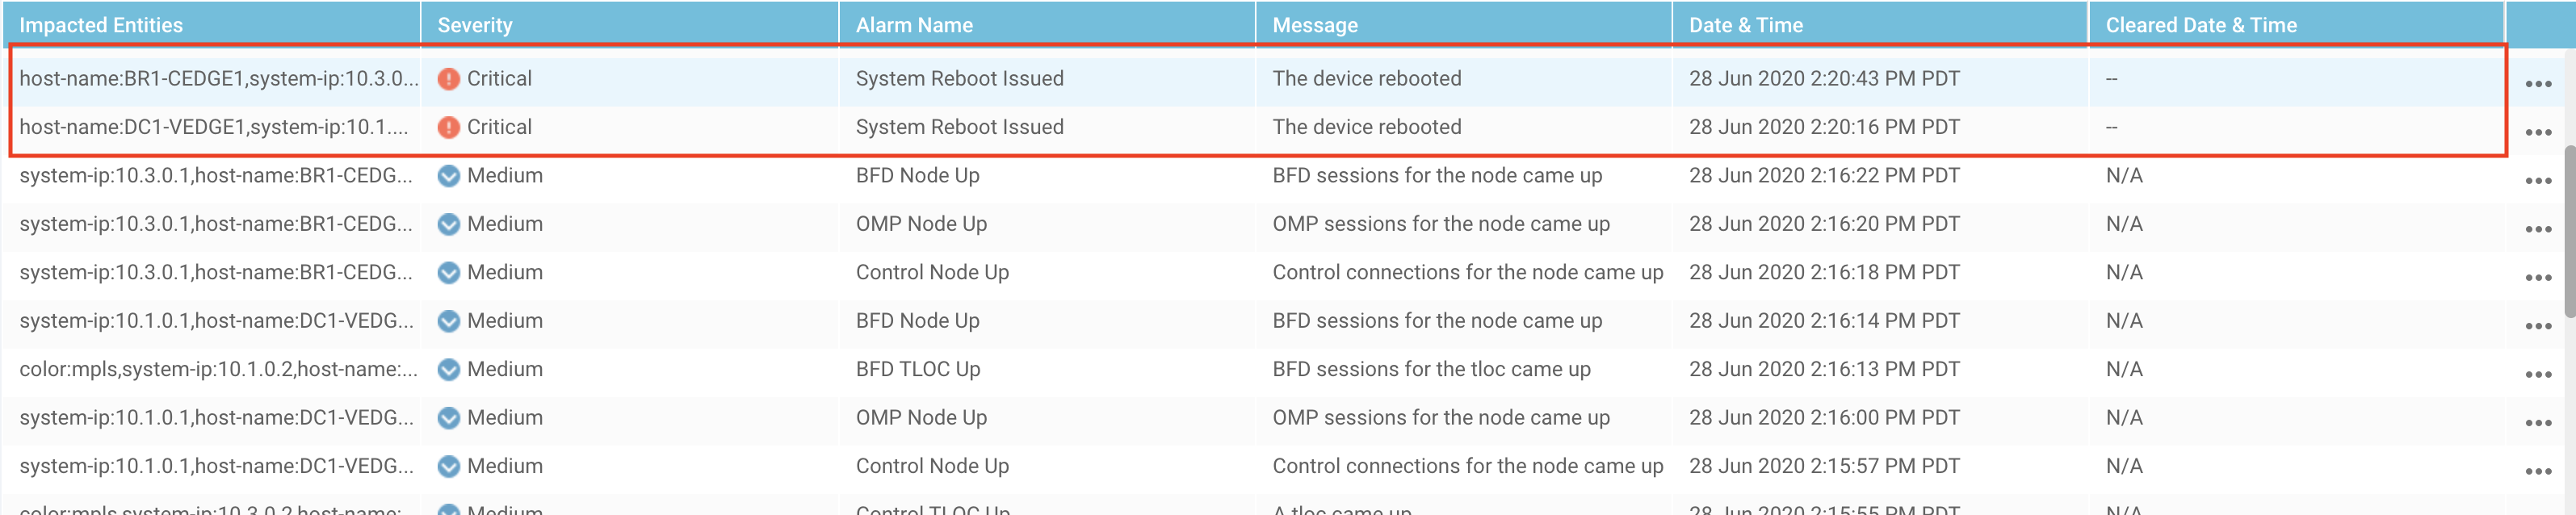 Impacted Entities Severity Alarm Name Message Date & Time Cleared Date & Time
host-name:BR1-CEDGE1,system-ip:10.3.0... Critical System Reboot Issued The device rebooted 28 Jun 2020 2:20:43 PM PDT --
host-name:DC1-VEDGE1,system-ip:10.1.... Critical System Reboot Issued The device rebooted 28 Jun 2020 2:20:16 PM PDT --
system-ip:10.3.0.1,host-name:BR1-CEDG... Medium BFD Node Up BFD sessions for the node came up 28 Jun 2020 2:16:22 PM PDT N/A
system-ip:10.3.0.1,host-name:BR1-CEDG... Medium OMP Node Up OMP sessions for the node came up 28 Jun 2020 2:16:20 PM PDT N/A
system-ip:10.3.0.1,host-name:BR1-CEDG... Medium Control Node Up Control connections for the node came up 28 Jun 2020 2:16:18 PM PDT N/A
system-ip:10.1.0.1,host-name:DC1-VEDG... Medium BFD Node Up BFD sessions for the node came up 28 Jun 2020 2:16:14 PM PDT N/A
color:mpls,system-ip:10.1.0.2,host-name:... Medium BFD TLOC Up BFD sessions for the tloc came up 28 Jun 2020 2:16:13 PM PDT N/A
system-ip:10.1.0.1,host-name:DC1-VEDG... Medium OMP Node Up OMP sessions for the node came up 28 Jun 2020 2:16:00 PM PDT N/A
system-ip:10.1.0.1,host-name:DC1-VEDG... Medium Control Node Up Control connections for the node came up 28 Jun 2020 2:15:57 PM PDT N/A
color:mpls,system-ip:10.3.0.2,host-name:... Medium Control TLOC Up A tloc came up 28 Jun 2020 2:15:55 PM PDT N/A